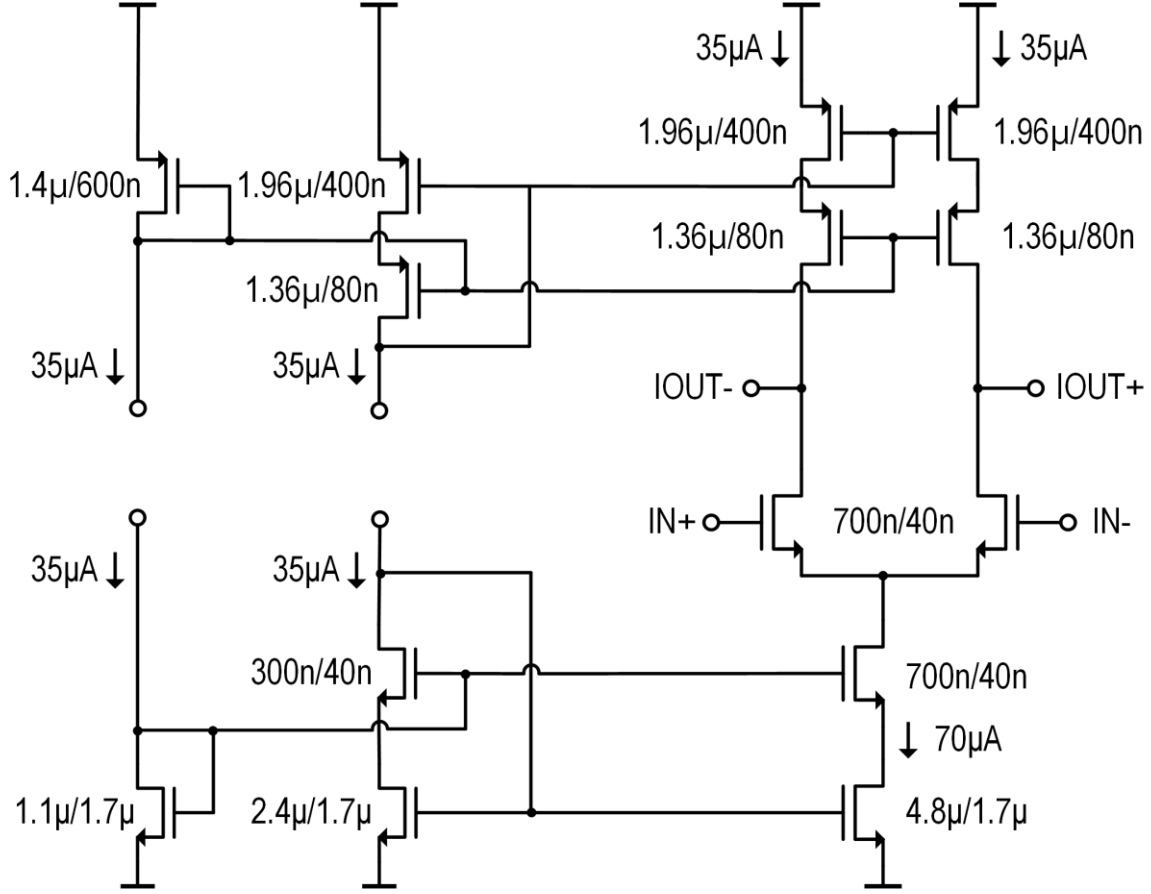 35µA
35µA
1.96µ/400n
1.96µ/400n
1.4µ/600n
1.96µ/400n
1.36µ/80n
1.36µ/80n
1.36µ/80n
35µA
35µA
IOUT-
IOUT+
IN+
700n/40n
IN-
35µA
35µA
300n/40n
700n/40n
70µA
1.1µ/1.7µ
2.4µ/1.7µ
4.8µ/1.7µ